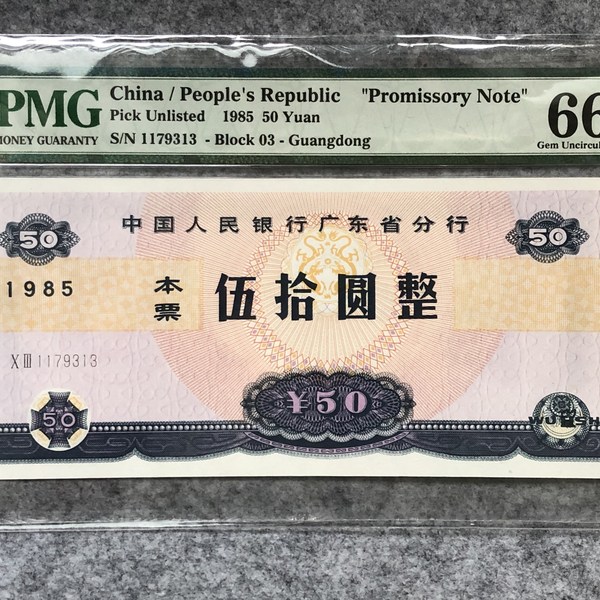 PMG
MONEY GUARANTY
China / People's Republic "Promissory Note"
Pick Unlisted 1985 50 Yuan
S/N 1179313 - Block 03 - Guangdong
66
Gem Uncircul
中国人民银行广东省分行
50
50
1985
本票
伍拾圆整
XIII 1179313
50
¥50
WU SH